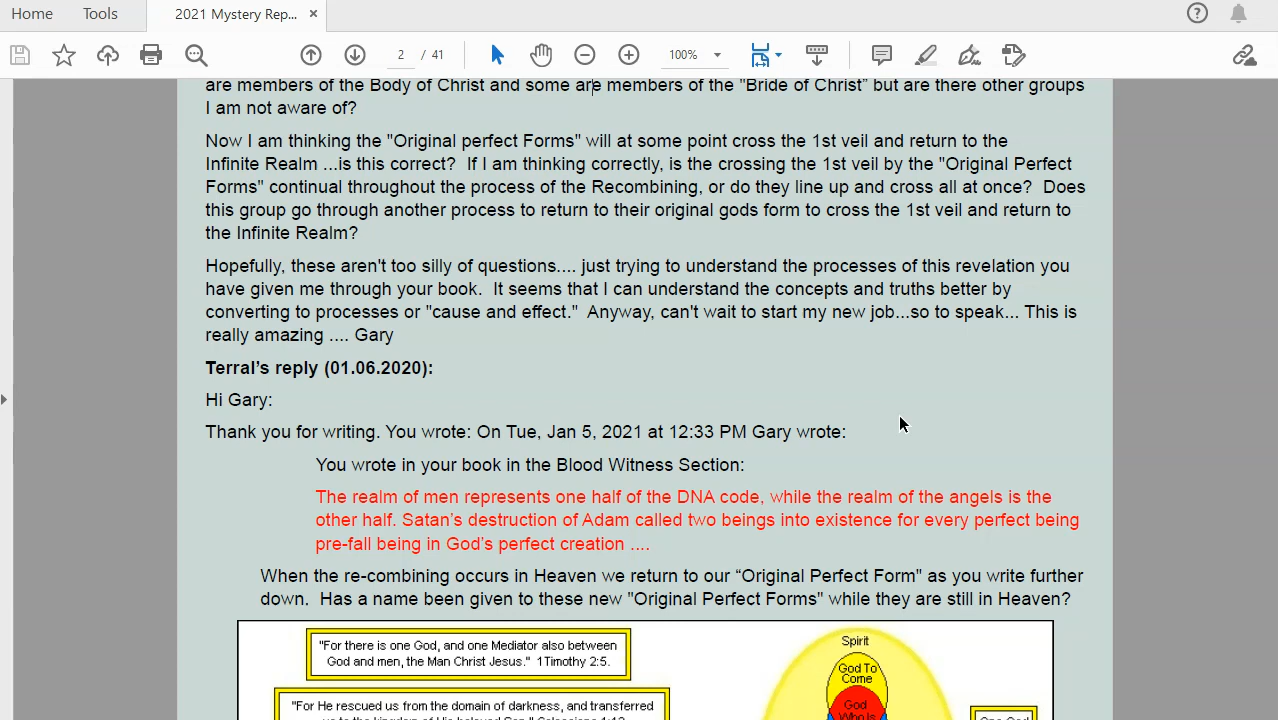 Home Tools 2021 Mystery Rep... ×
2 / 41 100%
are members of the Body of Christ and some are members of the "Bride of Christ" but are there other groups
I am not aware of?
Now I am thinking the "Original perfect Forms" will at some point cross the 1st veil and return to the
Infinite Realm ...is this correct? If I am thinking correctly, is the crossing the 1st veil by the "Original Perfect
Forms" continual throughout the process of the Recombining, or do they line up and cross all at once? Does
this group go through another process to return to their original gods form to cross the 1st veil and return to
the Infinite Realm?
Hopefully, these aren't too silly of questions.... just trying to understand the processes of this revelation you
have given me through your book. It seems that I can understand the concepts and truths better by
converting to processes or "cause and effect." Anyway, can't wait to start my new job...so to speak... This is
really amazing .... Gary
Terral's reply (01.06.2020):
Hi Gary:
Thank you for writing. You wrote: On Tue, Jan 5, 2021 at 12:33 PM Gary wrote:
You wrote in your book in the Blood Witness Section:
The realm of men represents one half of the DNA code, while the realm of the angels is the
other half. Satan's destruction of Adam called two beings into existence for every perfect being
pre-fall being in God's perfect creation ....
When the re-combining occurs in Heaven we return to our “Original Perfect Form" as you write further
down. Has a name been given to these new "Original Perfect Forms" while they are still in Heaven?
"For there is one God, and one Mediator also between
God and men, the Man Christ Jesus." 1Timothy 2:5.
"For He rescued us from the domain of darkness, and transferred
Spirit
God To
Come
God
Who Is